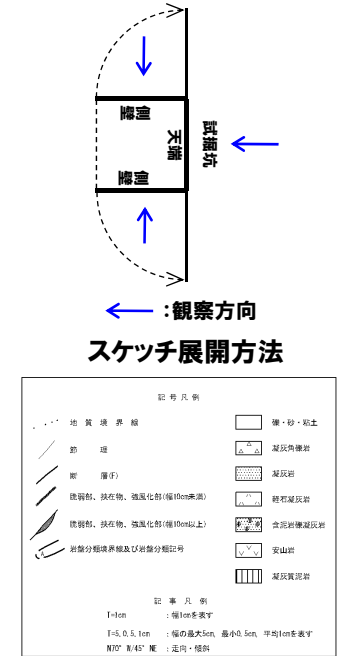 側壁
天端
試掘坑
側壁
:観察方向
スケッチ展開方法
記号凡例
地質境界線
節理
断層(F)
脆弱部、挟在物、強風化部(幅10cm未満)
脆弱部、挟在物、強風化部(幅10cm以上)
岩盤分類境界線及び岩盤分類記号
礫・砂・粘土
凝灰角礫岩
凝灰岩
軽石凝灰岩
含泥岩礫凝灰岩
安山岩
凝灰質泥岩
記事凡例
T=1cm :幅1cmを表す
T=5,0.5,1cm :幅の最大5cm, 最小0.5cm, 平均1cmを表す
N70°W/45°NE :走向・傾斜